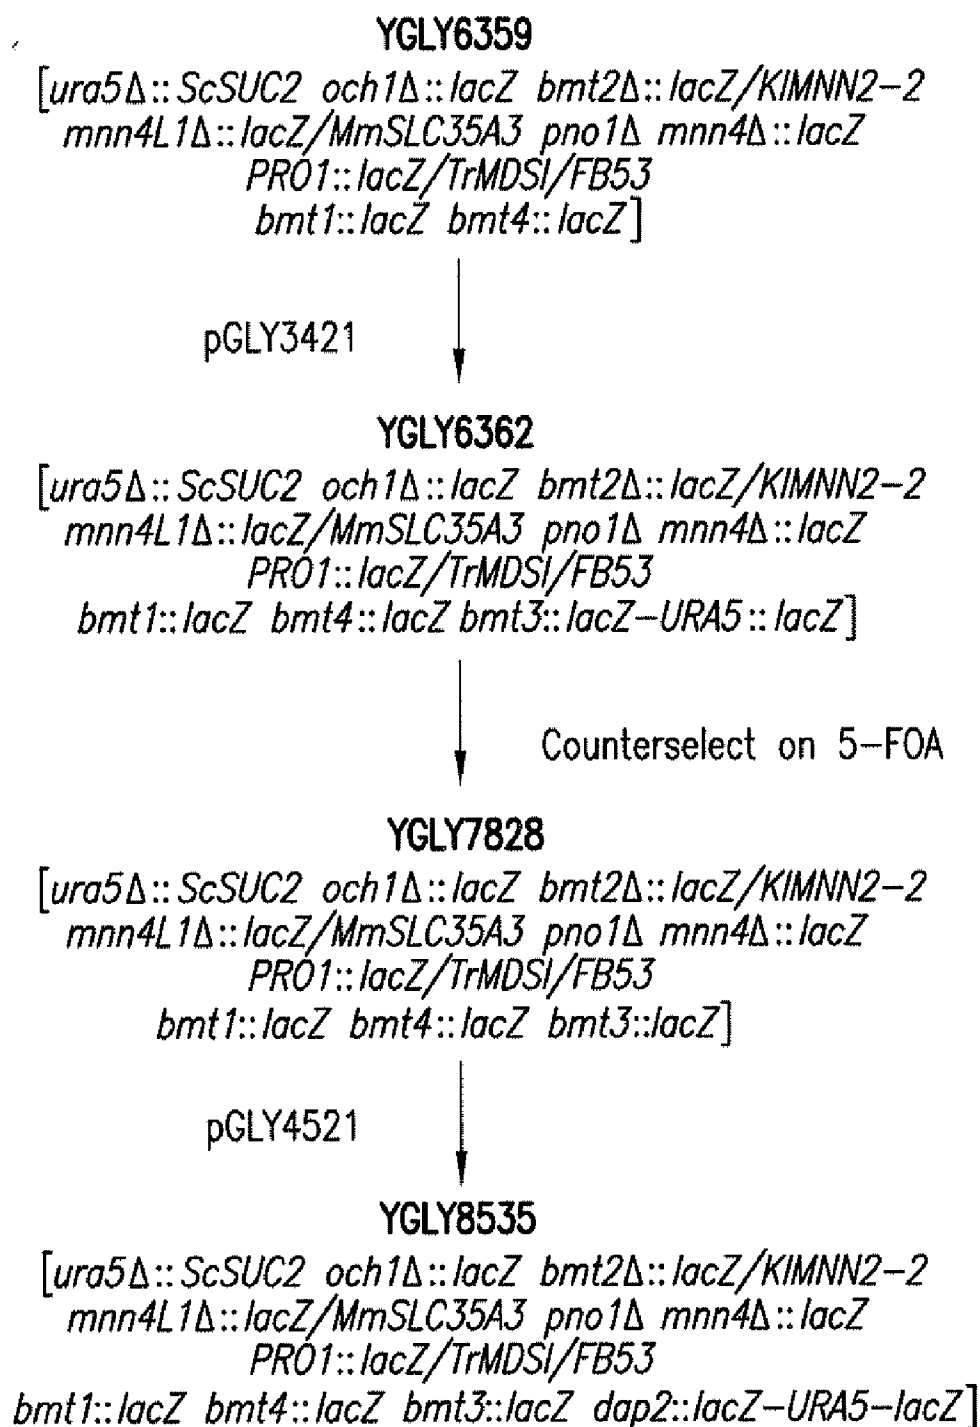 YGLY6359
[ura5Δ::ScSUC2 och1Δ::lacZ bmt2Δ::lacZ/KlMNN2-2
mnn4L1Δ::lacZ/MmSLC35A3 pno1Δ mnn4Δ::lacZ
PRO1::lacZ/TrMDSI/FB53
bmt1::lacZ bmt4::lacZ]
pGLY3421
YGLY6362
[ura5Δ::ScSUC2 och1Δ::lacZ bmt2Δ::lacZ/KlMNN2-2
mnn4L1Δ::lacZ/MmSLC35A3 pno1Δ mnn4Δ::lacZ
PRO1::lacZ/TrMDSI/FB53
bmt1::lacZ bmt4::lacZ bmt3::lacZ-URA5::lacZ]
Counterselect on 5-FOA
YGLY7828
[ura5Δ::ScSUC2 och1Δ::lacZ bmt2Δ::lacZ/KlMNN2-2
mnn4L1Δ::lacZ/MmSLC35A3 pno1Δ mnn4Δ::lacZ
PRO1::lacZ/TrMDSI/FB53
bmt1::lacZ bmt4::lacZ bmt3::lacZ]
pGLY4521
YGLY8535
[ura5Δ::ScSUC2 och1Δ::lacZ bmt2Δ::lacZ/KlMNN2-2
mnn4L1Δ::lacZ/MmSLC35A3 pno1Δ mnn4Δ::lacZ
PRO1::lacZ/TrMDSI/FB53
bmt1::lacZ bmt4::lacZ bmt3::lacZ dap2::lacZ-URA5-lacZ]